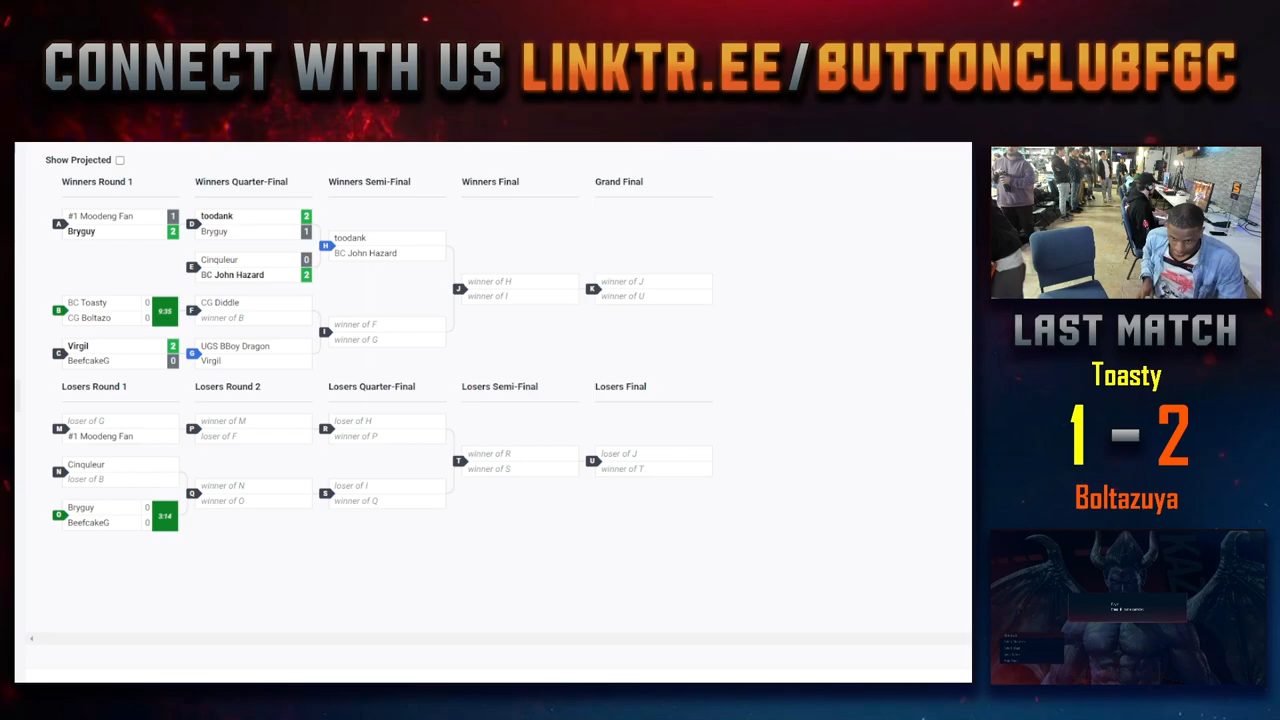 CONNECT WITH US LINKTR.EE/BUTTONCLUBFGC
Show Projected
Winners Round 1
Winners Quarter-Final
Winners Semi-Final
Winners Final
Grand Final
A
#1 Moodeng Fan 1
Bryguy 2
D
toodank 2
Bryguy 1
E
Cinquleur 0
BC John Hazard 2
H
toodank
BC John Hazard
J
winner of H
winner of I
K
winner of J
winner of U
B
BC Toasty 0
CG Boltazo 0
9:35
F
CG Diddle
winner of B
I
winner of F
winner of G
C
Virgil 2
BeefcakeG 0
G
UGS BBoy Dragon
Virgil
Losers Round 1
Losers Round 2
Losers Quarter-Final
Losers Semi-Final
Losers Final
M
loser of G
#1 Moodeng Fan
P
winner of M
loser of F
R
loser of H
winner of P
T
winner of R
winner of S
U
loser of J
winner of T
N
Cinquleur
loser of B
Q
winner of N
winner of O
S
loser of I
winner of Q
O
Bryguy 0
BeefcakeG 0
3:14
LAST MATCH
Toasty
1 - 2
Boltazuya